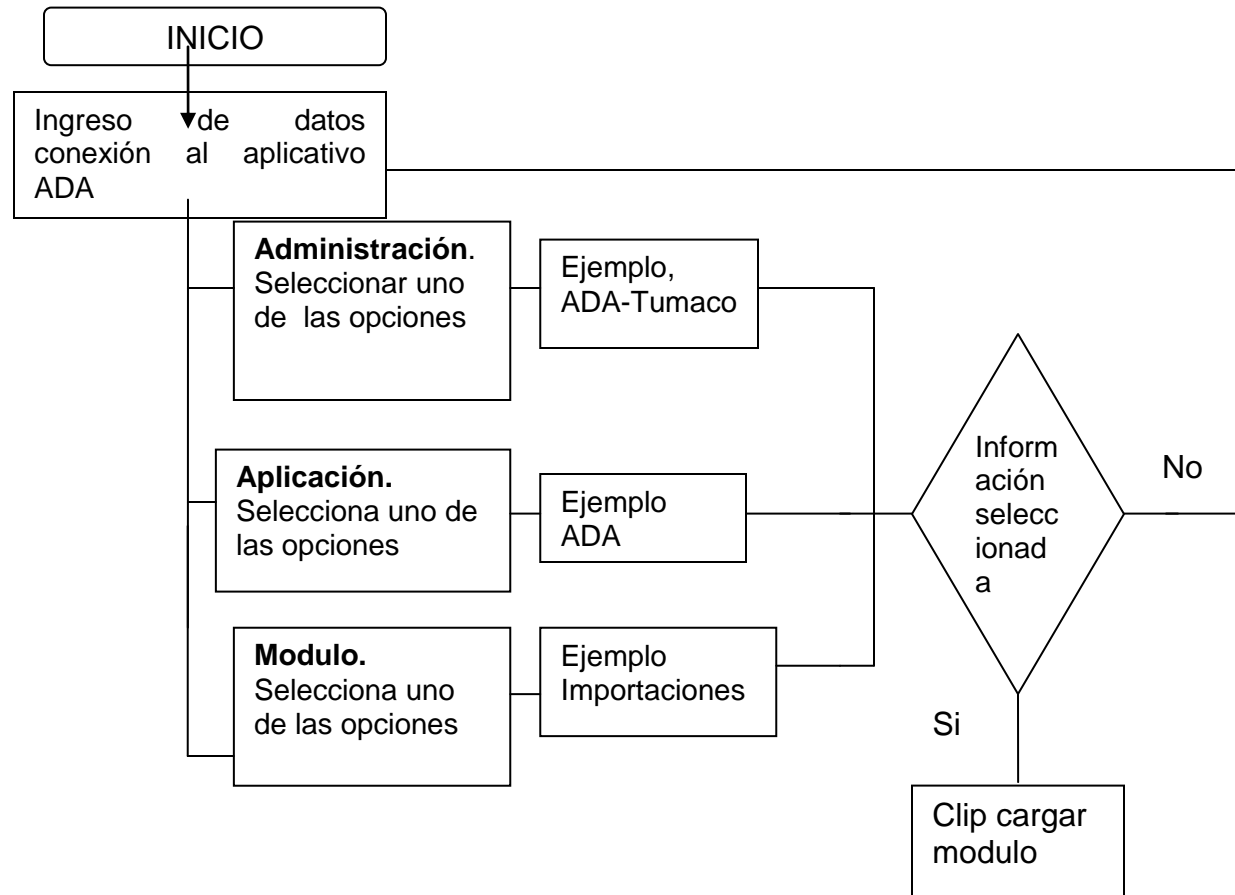 INICIO
Ingreso de datos
conexión al aplicativo
ADA
Administración.
Seleccionar uno
de las opciones
Ejemplo,
ADA-Tumaco
Aplicación.
Selecciona uno de
las opciones
Ejemplo
ADA
Modulo.
Selecciona uno
de las opciones
Ejemplo
Importaciones
Inform
ación
selecc
ionad
a
No
Si
Clip cargar
modulo